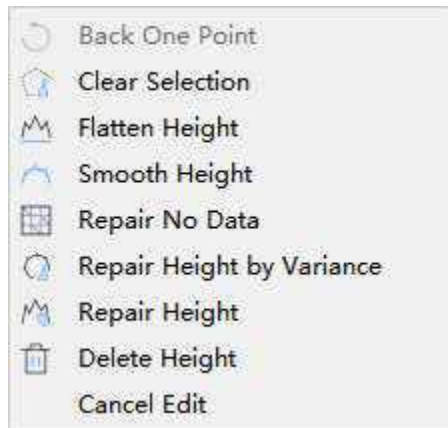 Back One Point
Clear Selection
Flatten Height
Smooth Height
Repair No Data
Repair Height by Variance
Repair Height
Delete Height
Cancel Edit